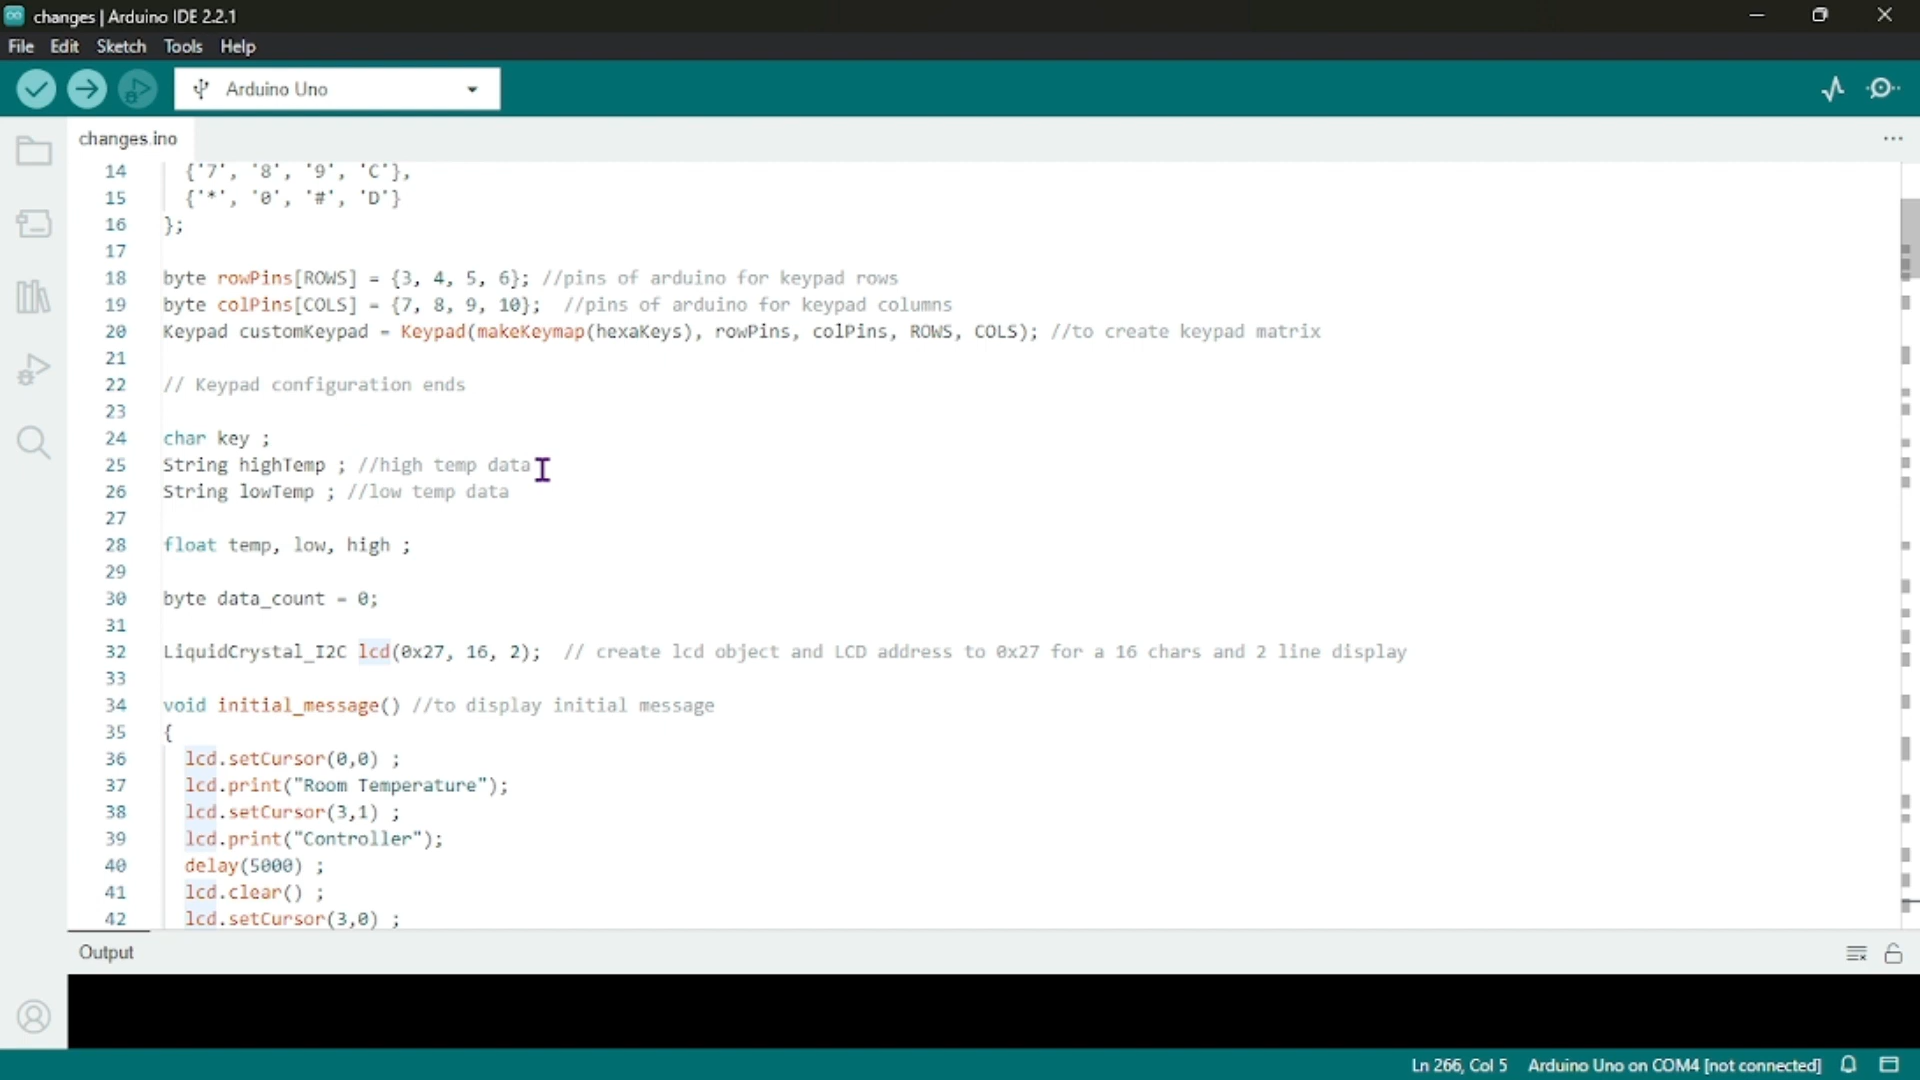 changes | Arduino IDE 2.2.1
File Edit Sketch Tools Help
Arduino Uno
changes.ino
14 {'7', '8', '9', 'C'},
15 {'*', '0', '#', 'D'}
16 };
17
18 byte rowPins[ROWS] = {3, 4, 5, 6}; //pins of arduino for keypad rows
19 byte colPins[COLS] = {7, 8, 9, 10}; //pins of arduino for keypad columns
20 Keypad customKeypad = Keypad(makeKeymap(hexaKeys), rowPins, colPins, ROWS, COLS); //to create keypad matrix
21
22 // Keypad configuration ends
23
24 char key ;
25 String highTemp ; //high temp data
26 String lowTemp ; //low temp data
27
28 float temp, low, high ;
29
30 byte data_count = 0;
31
32 LiquidCrystal_I2C lcd(0x27, 16, 2); // create lcd object and LCD address to 0x27 for a 16 chars and 2 line display
33
34 void initial_message() //to display initial message
35 {
36 lcd.setCursor(0,0) ;
37 lcd.print("Room Temperature");
38 lcd.setCursor(3,1) ;
39 lcd.print("Controller");
40 delay(5000) ;
41 lcd.clear() ;
42 lcd.setCursor(3,0) ;
Output
Ln 266, Col 5 Arduino Uno on COM4 [not connected]